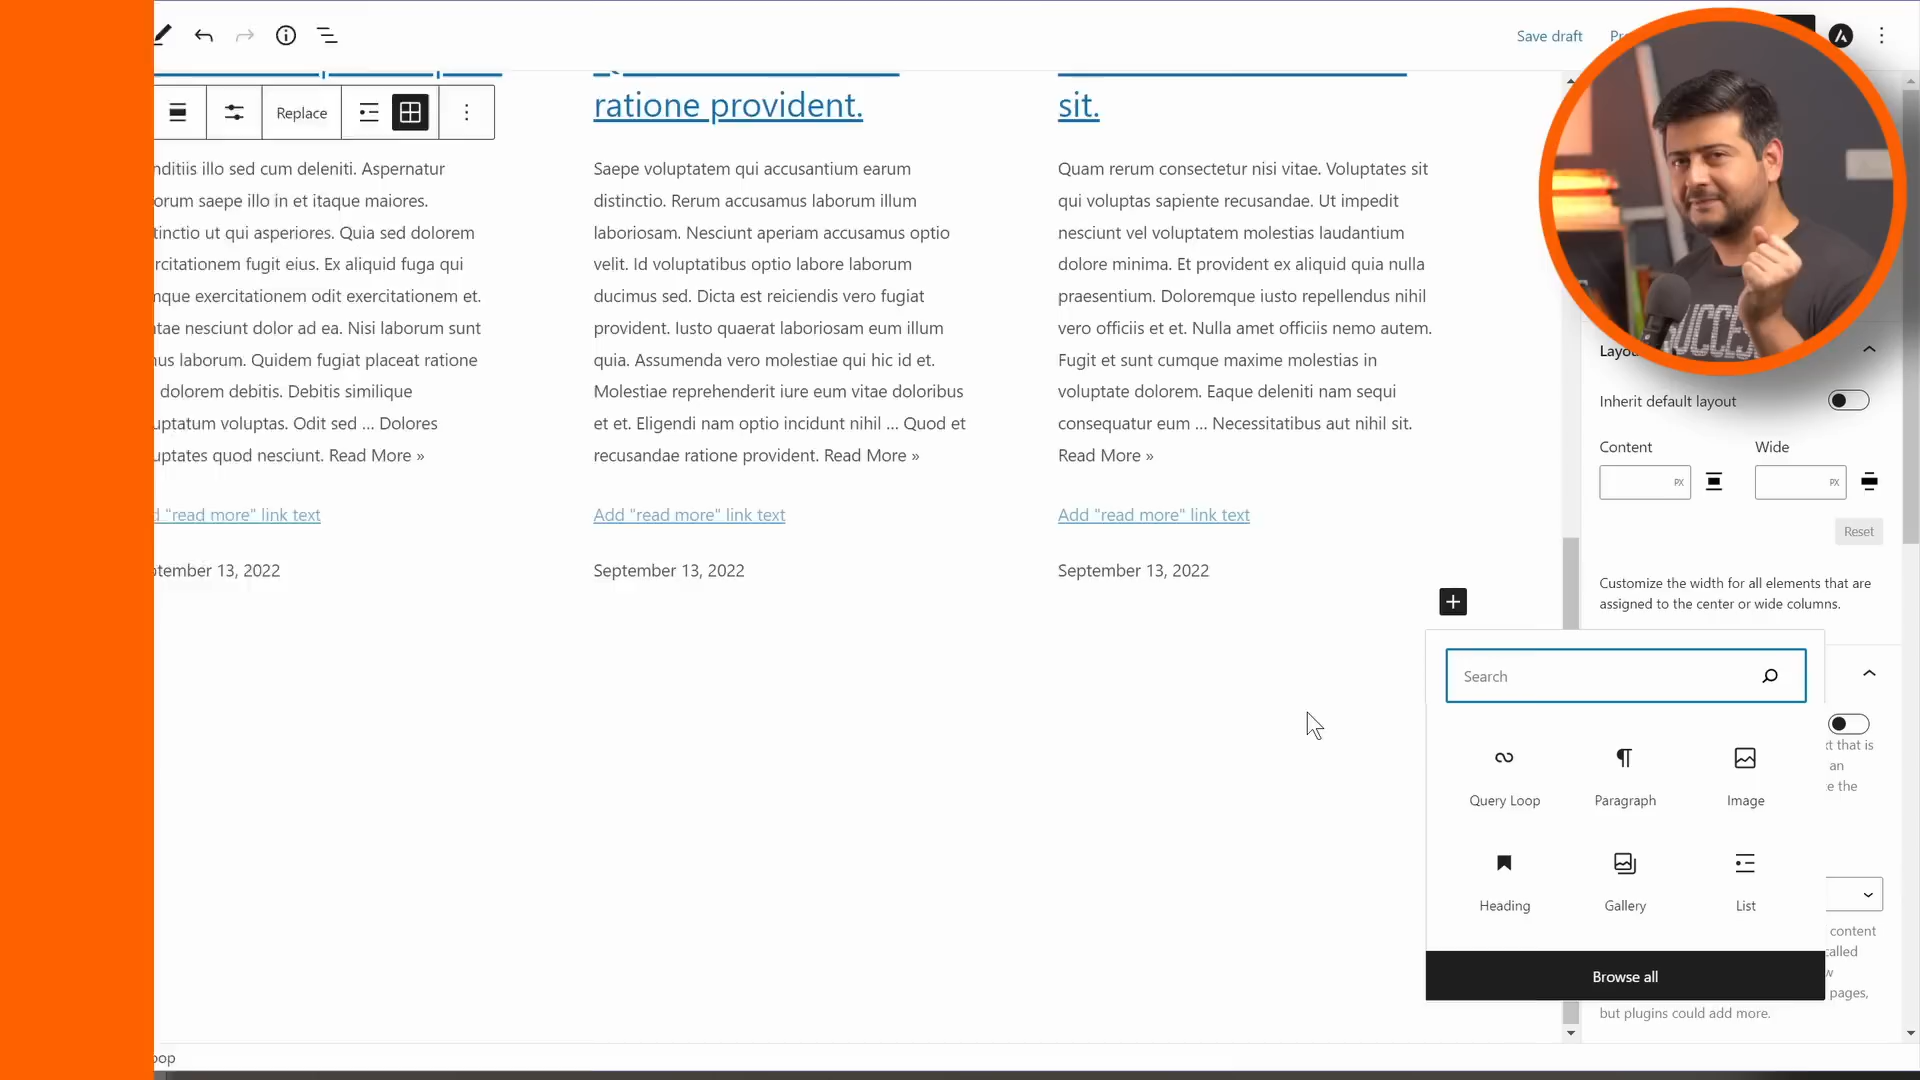 Save draft
Replace
ratione provident.
sit.
sed cum deleniti. Aspernatur
saepe illo in et itaque maiores.
ut qui asperiores. Quia sed dolorem
fugit eius. Ex aliquid fuga qui
exercitationem odit exercitationem et.
nesciunt dolor ad ea. Nisi laborum sunt
laborum. Quidem fugiat placeat ratione
dolorem debitis. Debitis similique
voluptas. Odit sed ... Dolores
quod nesciunt. Read More »
"read more" link text
13, 2022
Saepe voluptatem qui accusantium earum
distinctio. Rerum accusamus laborum illum
laboriosam. Nesciunt aperiam accusamus optio
velit. Id voluptatibus optio labore laborum
ducimus sed. Dicta est reiciendis vero fugiat
provident. Iusto quaerat laboriosam eum illum
quia. Assumenda vero molestiae qui hic id et.
Molestiae reprehenderit iure eum vitae doloribus
et et. Eligendi nam optio incidunt nihil ... Quod et
recusandae ratione provident. Read More »
Add "read more" link text
September 13, 2022
Quam rerum consectetur nisi vitae. Voluptates sit
qui voluptas sapiente recusandae. Ut impedit
nesciunt vel voluptatem molestias laudantium
dolore minima. Et provident ex aliquid quia nulla
praesentium. Doloremque iusto repellendus nihil
vero officiis et et. Nulla amet officiis nemo autem.
Fugit et sunt cumque maxime molestias in
voluptate dolorem. Eaque deleniti nam sequi
consequatur eum ... Necessitatibus aut nihil sit.
Read More »
Add "read more" link text
September 13, 2022
Inherit default layout
Content Wide
PX PX
Reset
Customize the width for all elements that are
assigned to the center or wide columns.
Search
Query Loop Paragraph Image
Heading Gallery List
Browse all
that is
an
the
content
pages,
but plugins could add more.